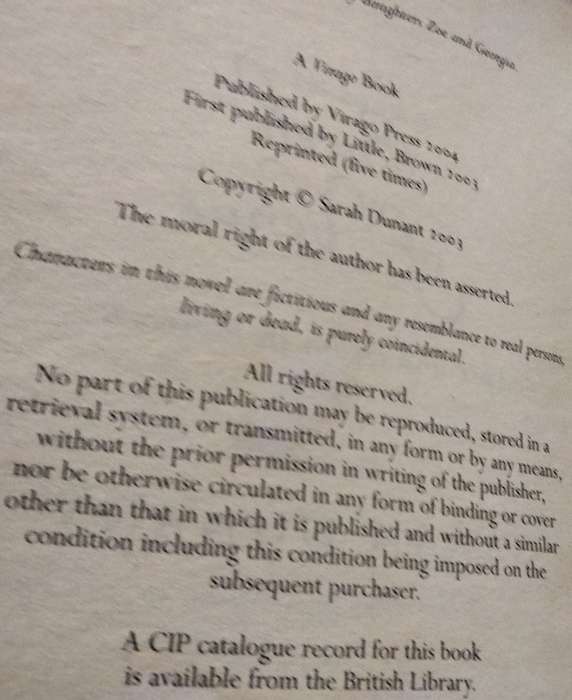 daughters, Zoe and Georgia.
A Virago Book
Published by Virago Press 2004
First published by Little, Brown 2003
Reprinted (five times)
Copyright © Sarah Dunant 2003
The moral right of the author has been asserted.
Characters in this novel are fictitious and any resemblance to real persons,
living or dead, is purely coincidental.
All rights reserved.
No part of this publication may be reproduced, stored in a
retrieval system, or transmitted, in any form or by any means,
without the prior permission in writing of the publisher,
nor be otherwise circulated in any form of binding or cover
other than that in which it is published and without a similar
condition including this condition being imposed on the
subsequent purchaser.
A CIP catalogue record for this book
is available from the British Library.